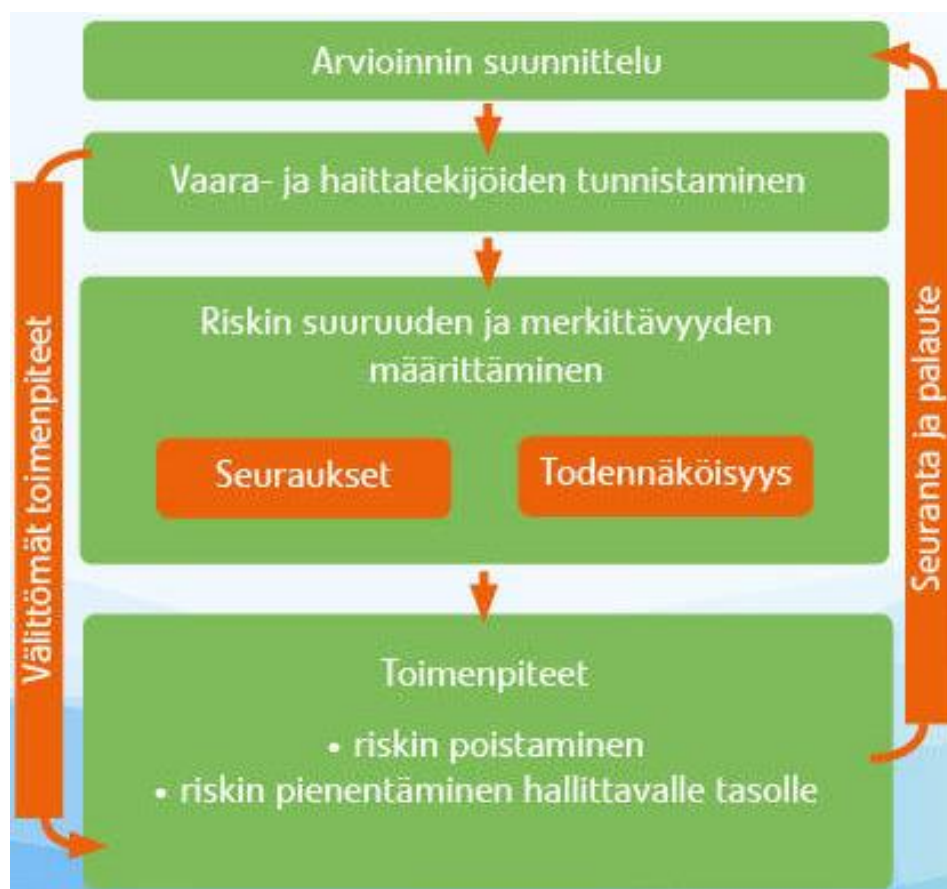 Arvioinnin suunnittelu
Vaara- ja haittatekijöiden tunnistaminen
Riskin suuruuden ja merkittävyyden
määrittäminen
Seuraukset
Todennäköisyys
Toimenpiteet
• riskin poistaminen
• riskin pienentäminen hallittavalle tasolle
Välittömät toimenpiteet
Seuranta ja palaute